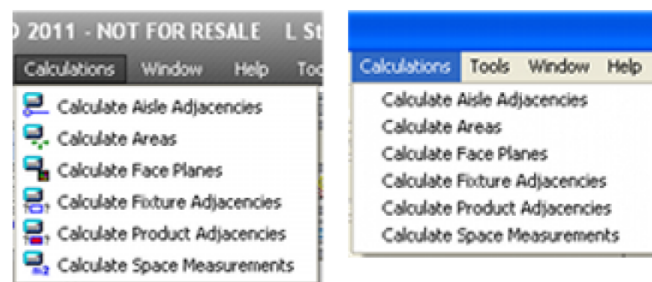 2011 - NOT FOR RESALE L St
Calculations Window Help Too
Calculate Aisle Adjacencies
Calculate Areas
Calculate Face Planes
Calculate Fixture Adjacencies
Calculate Product Adjacencies
Calculate Space Measurements
Calculations Tools Window Help
Calculate Aisle Adjacencies
Calculate Areas
Calculate Face Planes
Calculate Fixture Adjacencies
Calculate Product Adjacencies
Calculate Space Measurements